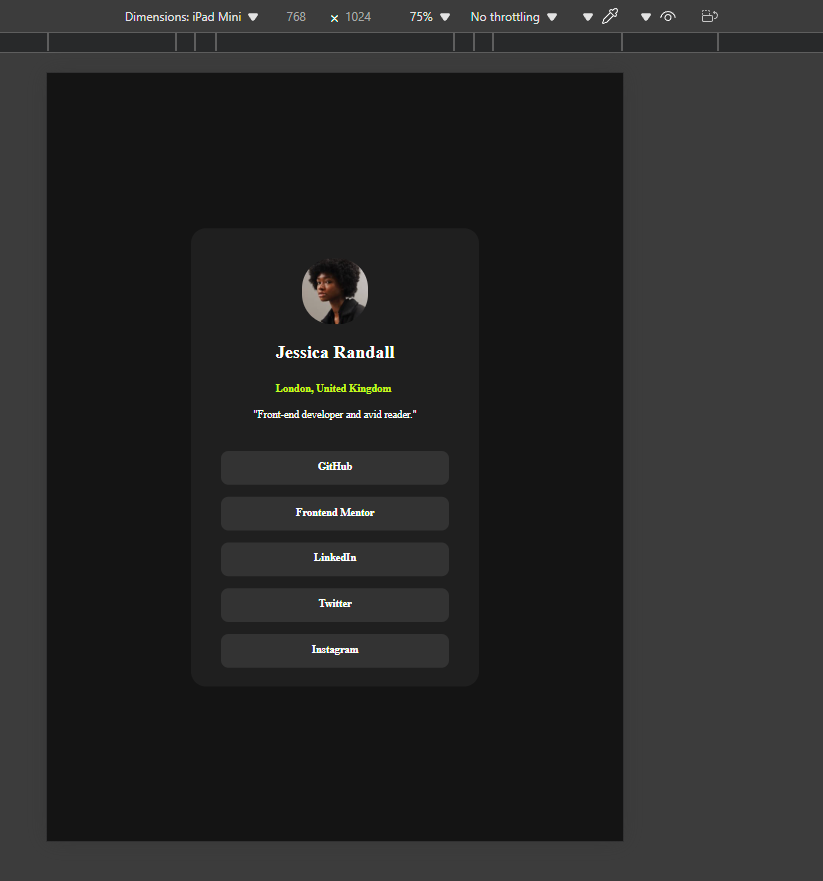 Dimensions: iPad Mini 768 × 1024 75% No throttling
Jessica Randall
London, United Kingdom
"Front-end developer and avid reader."
GitHub
Frontend Mentor
LinkedIn
Twitter
Instagram